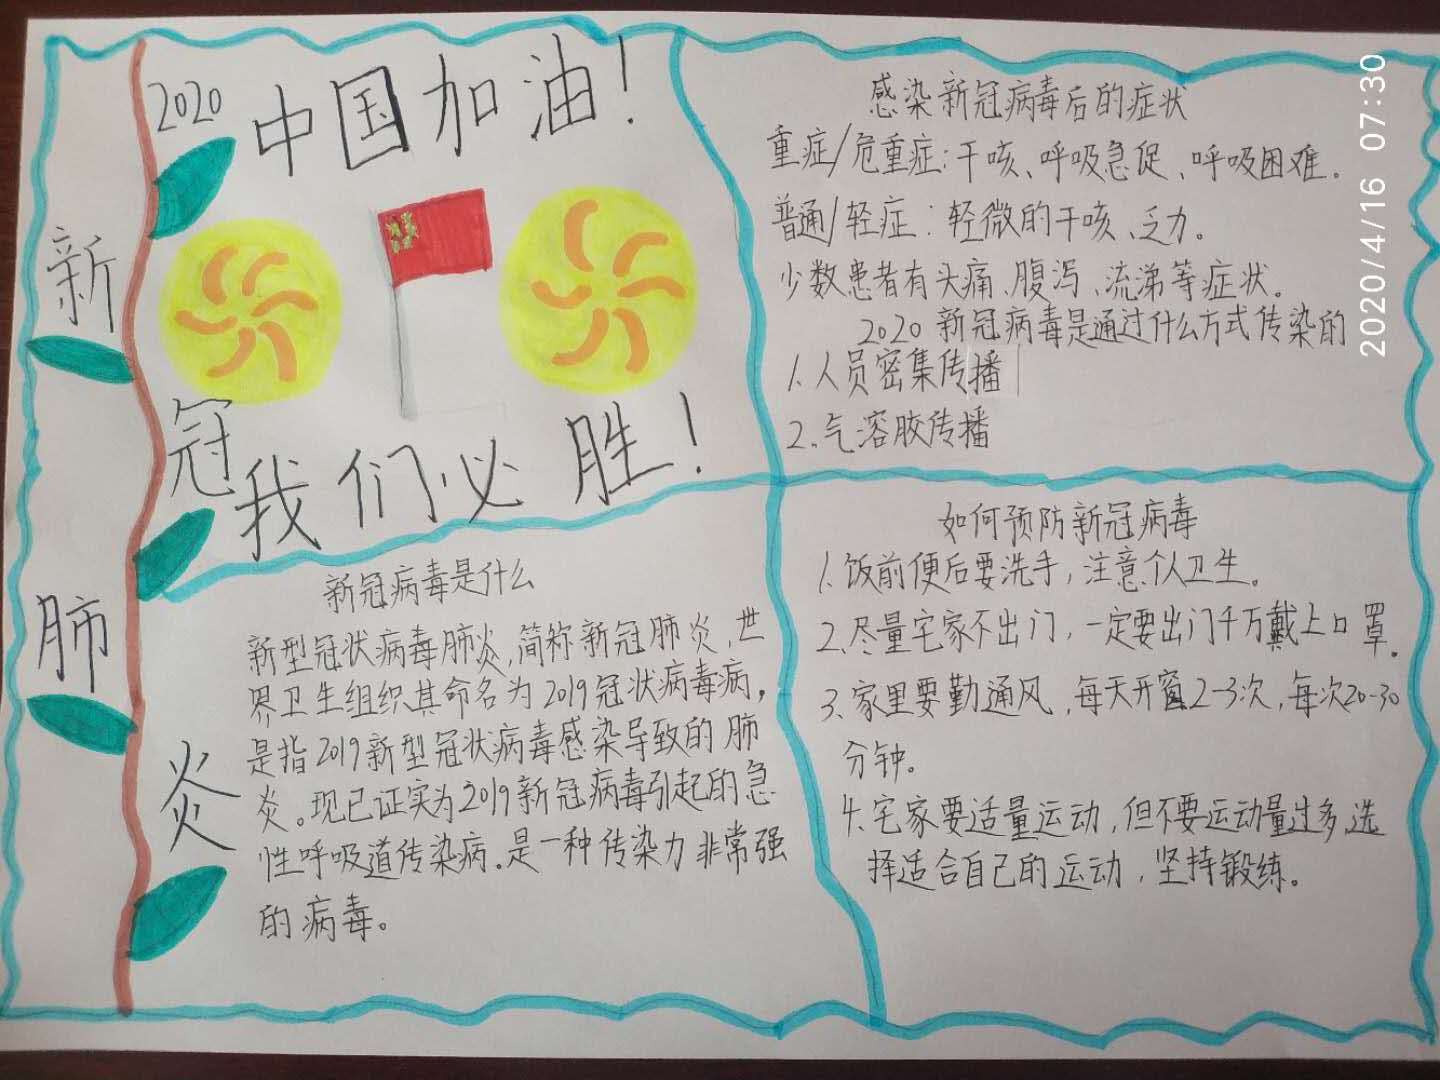 2020
中国加油！
我们必胜！
新
冠
肺
炎
新冠病毒是什么
新型冠状病毒肺炎,简称新冠肺炎,世
界卫生组织其命名为2019冠状病毒病,
是指2019新型冠状病毒感染导致的肺
炎。现已证实为2019新冠病毒引起的急
性呼吸道传染病.是一种传染力非常强
的病毒。
感染新冠病毒后的症状
重症/危重症:干咳、呼吸急促、呼吸困难.
普通/轻症:轻微的干咳、乏力。
少数患者有头痛、腹泻、流涕等症状。
2020新冠病毒是通过什么方式传染的
1.人员密集传播
2.气溶胶传播
如何预防新冠病毒
1.饭前便后要洗手,注意个人卫生。
2.尽量宅家不出门,一定要出门千万戴上口罩.
3.家里要勤通风,每天开窗2-3次,每次20-30
分钟。
4.宅家要适量运动,但不要运动量过多,选
择适合自己的运动,坚持锻练。
2020/4/16 07:30